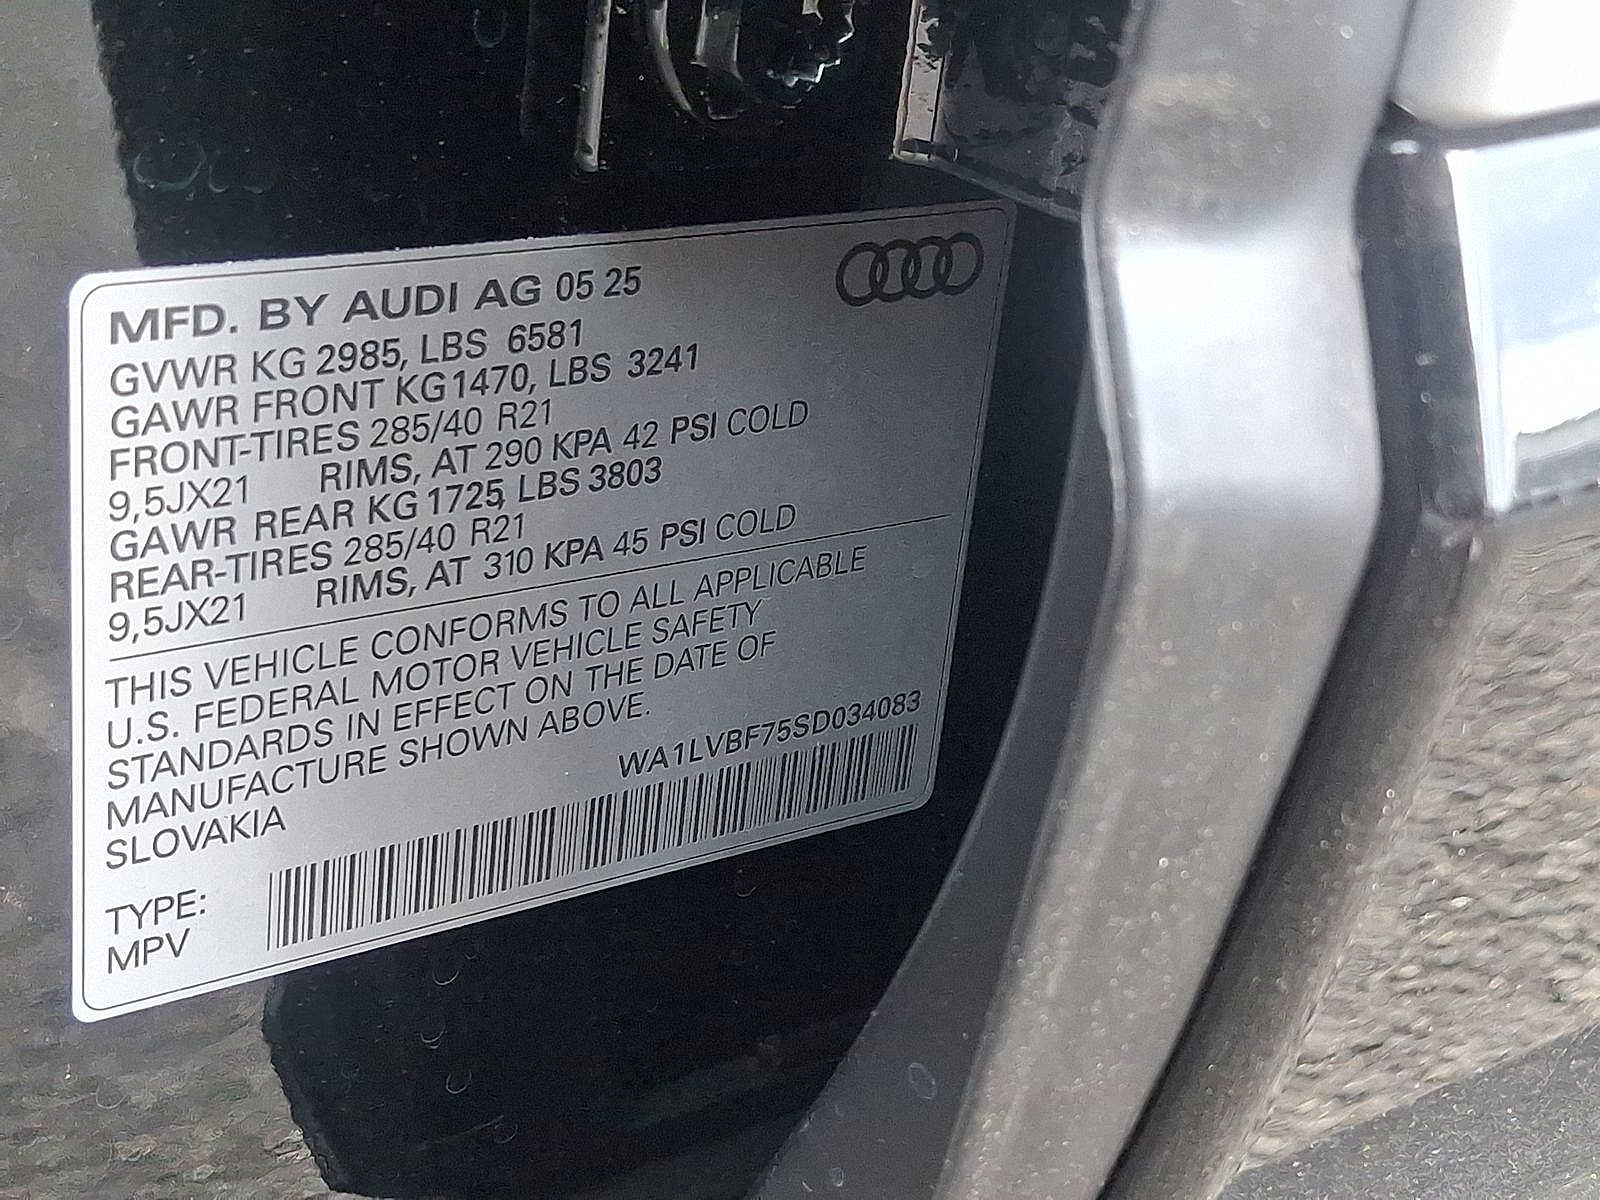 MFD. BY AUDI AG 05 25
GVWR KG 2985, LBS 6581
GAWR FRONT KG1470, LBS 3241
FRONT-TIRES 285/40 R21
9,5JX21 RIMS, AT 290 KPA 42 PSI COLD
GAWR REAR KG 1725, LBS 3803
REAR-TIRES 285/40 R21
9,5JX21 RIMS, AT 310 KPA 45 PSI COLD
THIS VEHICLE CONFORMS TO ALL APPLICABLE
U.S. FEDERAL MOTOR VEHICLE SAFETY
STANDARDS IN EFFECT ON THE DATE OF
MANUFACTURE SHOWN ABOVE.
SLOVAKIA
WA1LVBF75SD034083
TYPE:
MPV